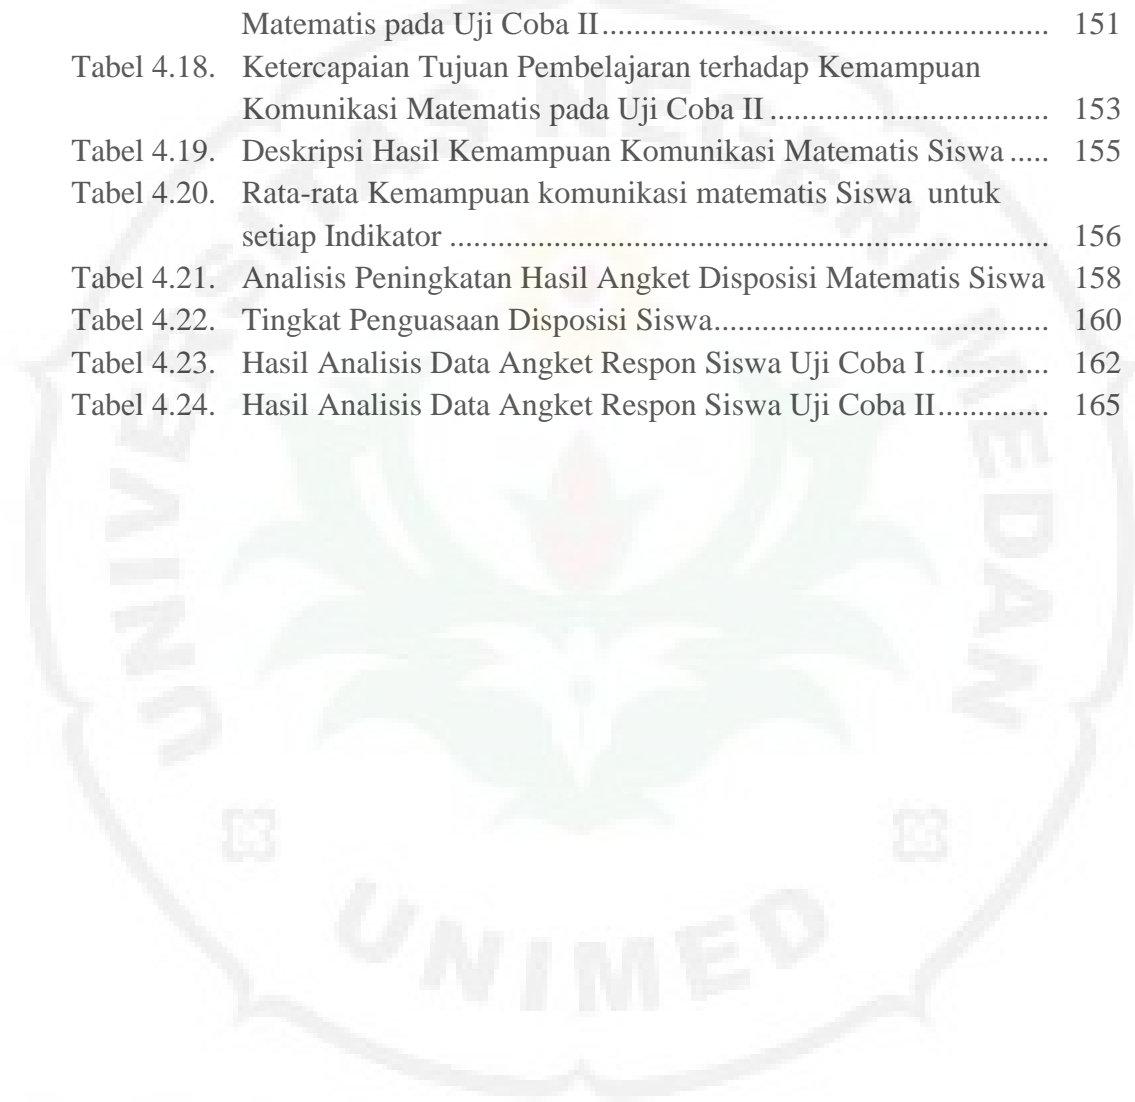 Matematis pada Uji Coba II........................................................ 151
Tabel 4.18. Ketercapaian Tujuan Pembelajaran terhadap Kemampuan
Komunikasi Matematis pada Uji Coba II ................................... 153
Tabel 4.19. Deskripsi Hasil Kemampuan Komunikasi Matematis Siswa ..... 155
Tabel 4.20. Rata-rata Kemampuan komunikasi matematis Siswa untuk
setiap Indikator ........................................................................... 156
Tabel 4.21. Analisis Peningkatan Hasil Angket Disposisi Matematis Siswa 158
Tabel 4.22. Tingkat Penguasaan Disposisi Siswa.......................................... 160
Tabel 4.23. Hasil Analisis Data Angket Respon Siswa Uji Coba I ............... 162
Tabel 4.24. Hasil Analisis Data Angket Respon Siswa Uji Coba II.............. 165
UNIVERSITAS NEGERI MEDAN
UNIMED